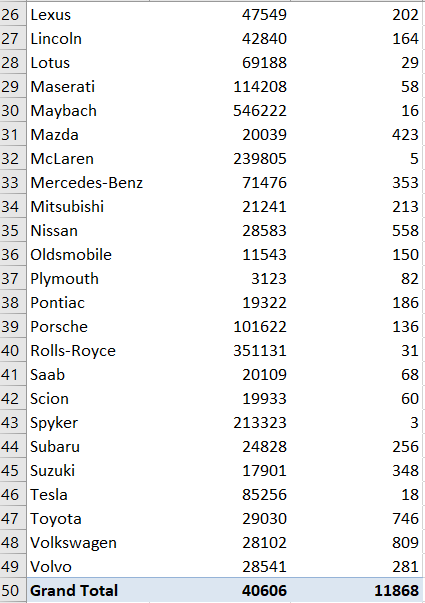 26 Lexus 47549 202
27 Lincoln 42840 164
28 Lotus 69188 29
29 Maserati 114208 58
30 Maybach 546222 16
31 Mazda 20039 423
32 McLaren 239805 5
33 Mercedes-Benz 71476 353
34 Mitsubishi 21241 213
35 Nissan 28583 558
36 Oldsmobile 11543 150
37 Plymouth 3123 82
38 Pontiac 19322 186
39 Porsche 101622 136
40 Rolls-Royce 351131 31
41 Saab 20109 68
42 Scion 19933 60
43 Spyker 213323 3
44 Subaru 24828 256
45 Suzuki 17901 348
46 Tesla 85256 18
47 Toyota 29030 746
48 Volkswagen 28102 809
49 Volvo 28541 281
50 Grand Total 40606 11868